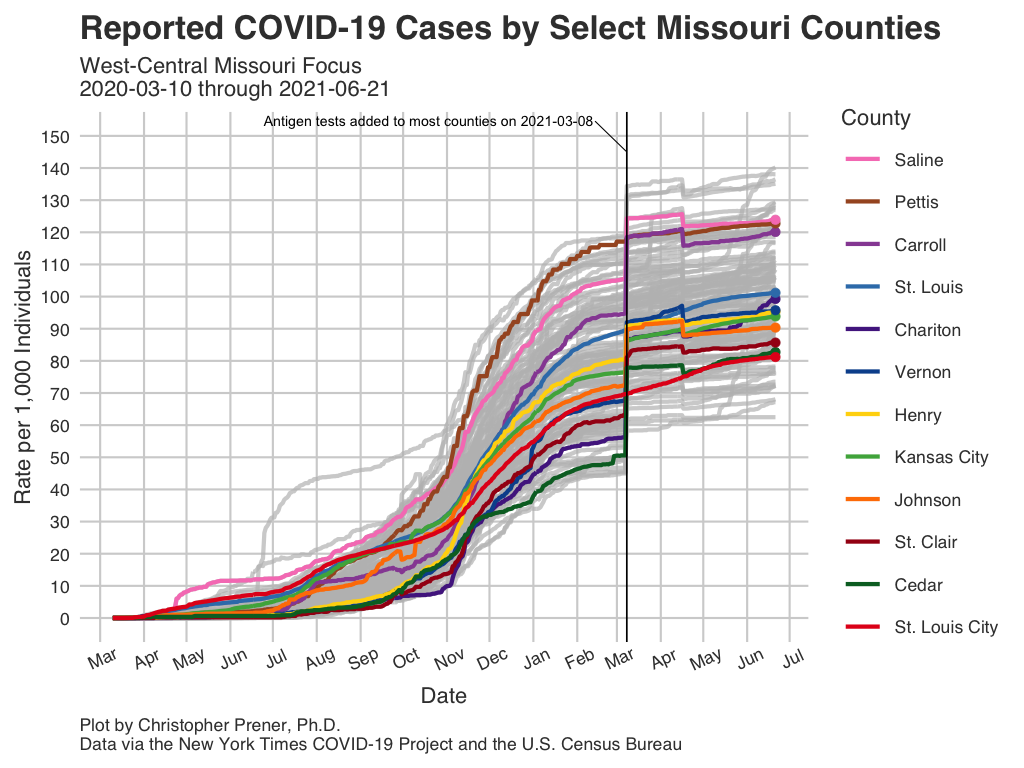 Reported COVID-19 Cases by Select Missouri Counties
West-Central Missouri Focus
2020-03-10 through 2021-06-21
Antigen tests added to most counties on 2021-03-08
Rate per 1,000 Individuals
150
140
130
120
110
100
90
80
70
60
50
40
30
20
10
0
Mar Apr May Jun Jul Aug Sep Oct Nov Dec Jan Feb Mar Apr May Jun Jul
Date
County
Saline
Pettis
Carroll
St. Louis
Chariton
Vernon
Henry
Kansas City
Johnson
St. Clair
Cedar
St. Louis City
Plot by Christopher Prener, Ph.D.
Data via the New York Times COVID-19 Project and the U.S. Census Bureau